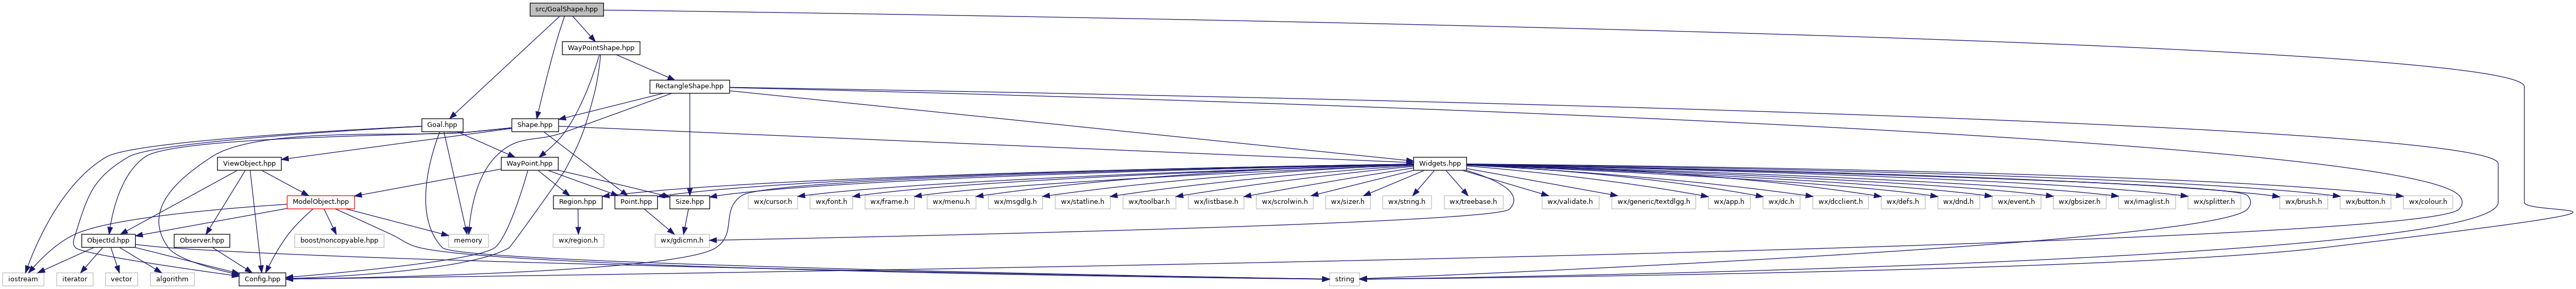 src/GoalShape.hpp
WayPointShape.hpp
RectangleShape.hpp
Goal.hpp
Shape.hpp
ViewObject.hpp
WayPoint.hpp
Widgets.hpp
ModelObject.hpp
Region.hpp
Point.hpp
Size.hpp
wx/cursor.h
wx/font.h
wx/frame.h
wx/menu.h
wx/msgdlg.h
wx/statline.h
wx/toolbar.h
wx/listbase.h
wx/scrolwin.h
wx/sizer.h
wx/string.h
wx/treebase.h
wx/validate.h
wx/generic/textdlgg.h
wx/app.h
wx/dc.h
wx/dcclient.h
wx/defs.h
wx/dnd.h
wx/event.h
wx/gbsizer.h
wx/imaglist.h
wx/splitter.h
wx/brush.h
wx/button.h
wx/colour.h
ObjectId.hpp
Observer.hpp
boost/noncopyable.hpp
memory
wx/region.h
wx/gdicmn.h
iostream
iterator
vector
algorithm
Config.hpp
string